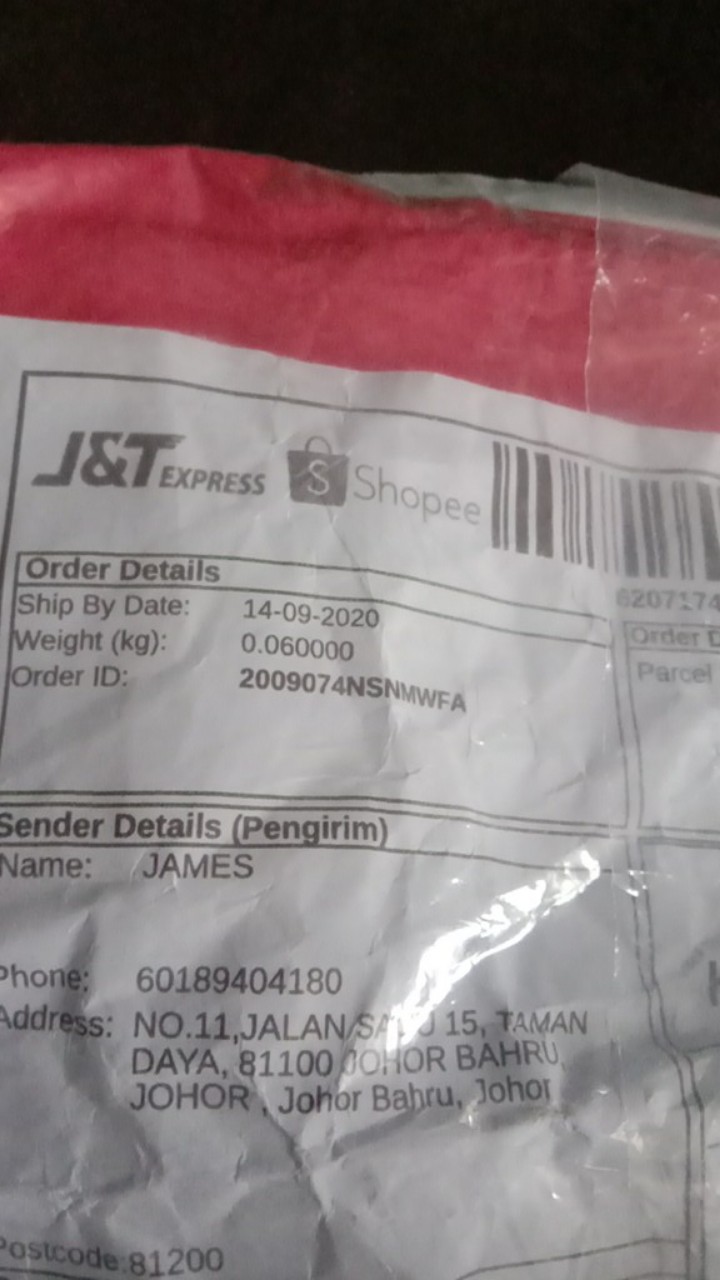 J&T EXPRESS S Shopee
6207174
Order Details
Ship By Date: 14-09-2020
Weight (kg): 0.060000
Order ID: 2009074NSNMWFA
Order D
Parcel
Sender Details (Pengirim)
Name: JAMES
Phone: 60189404180
Address: NO.11,JALAN 15, TAMAN
DAYA, 81100 JOHOR BAHRU,
JOHOR , Johor Bahru, Johor
Postcode:81200